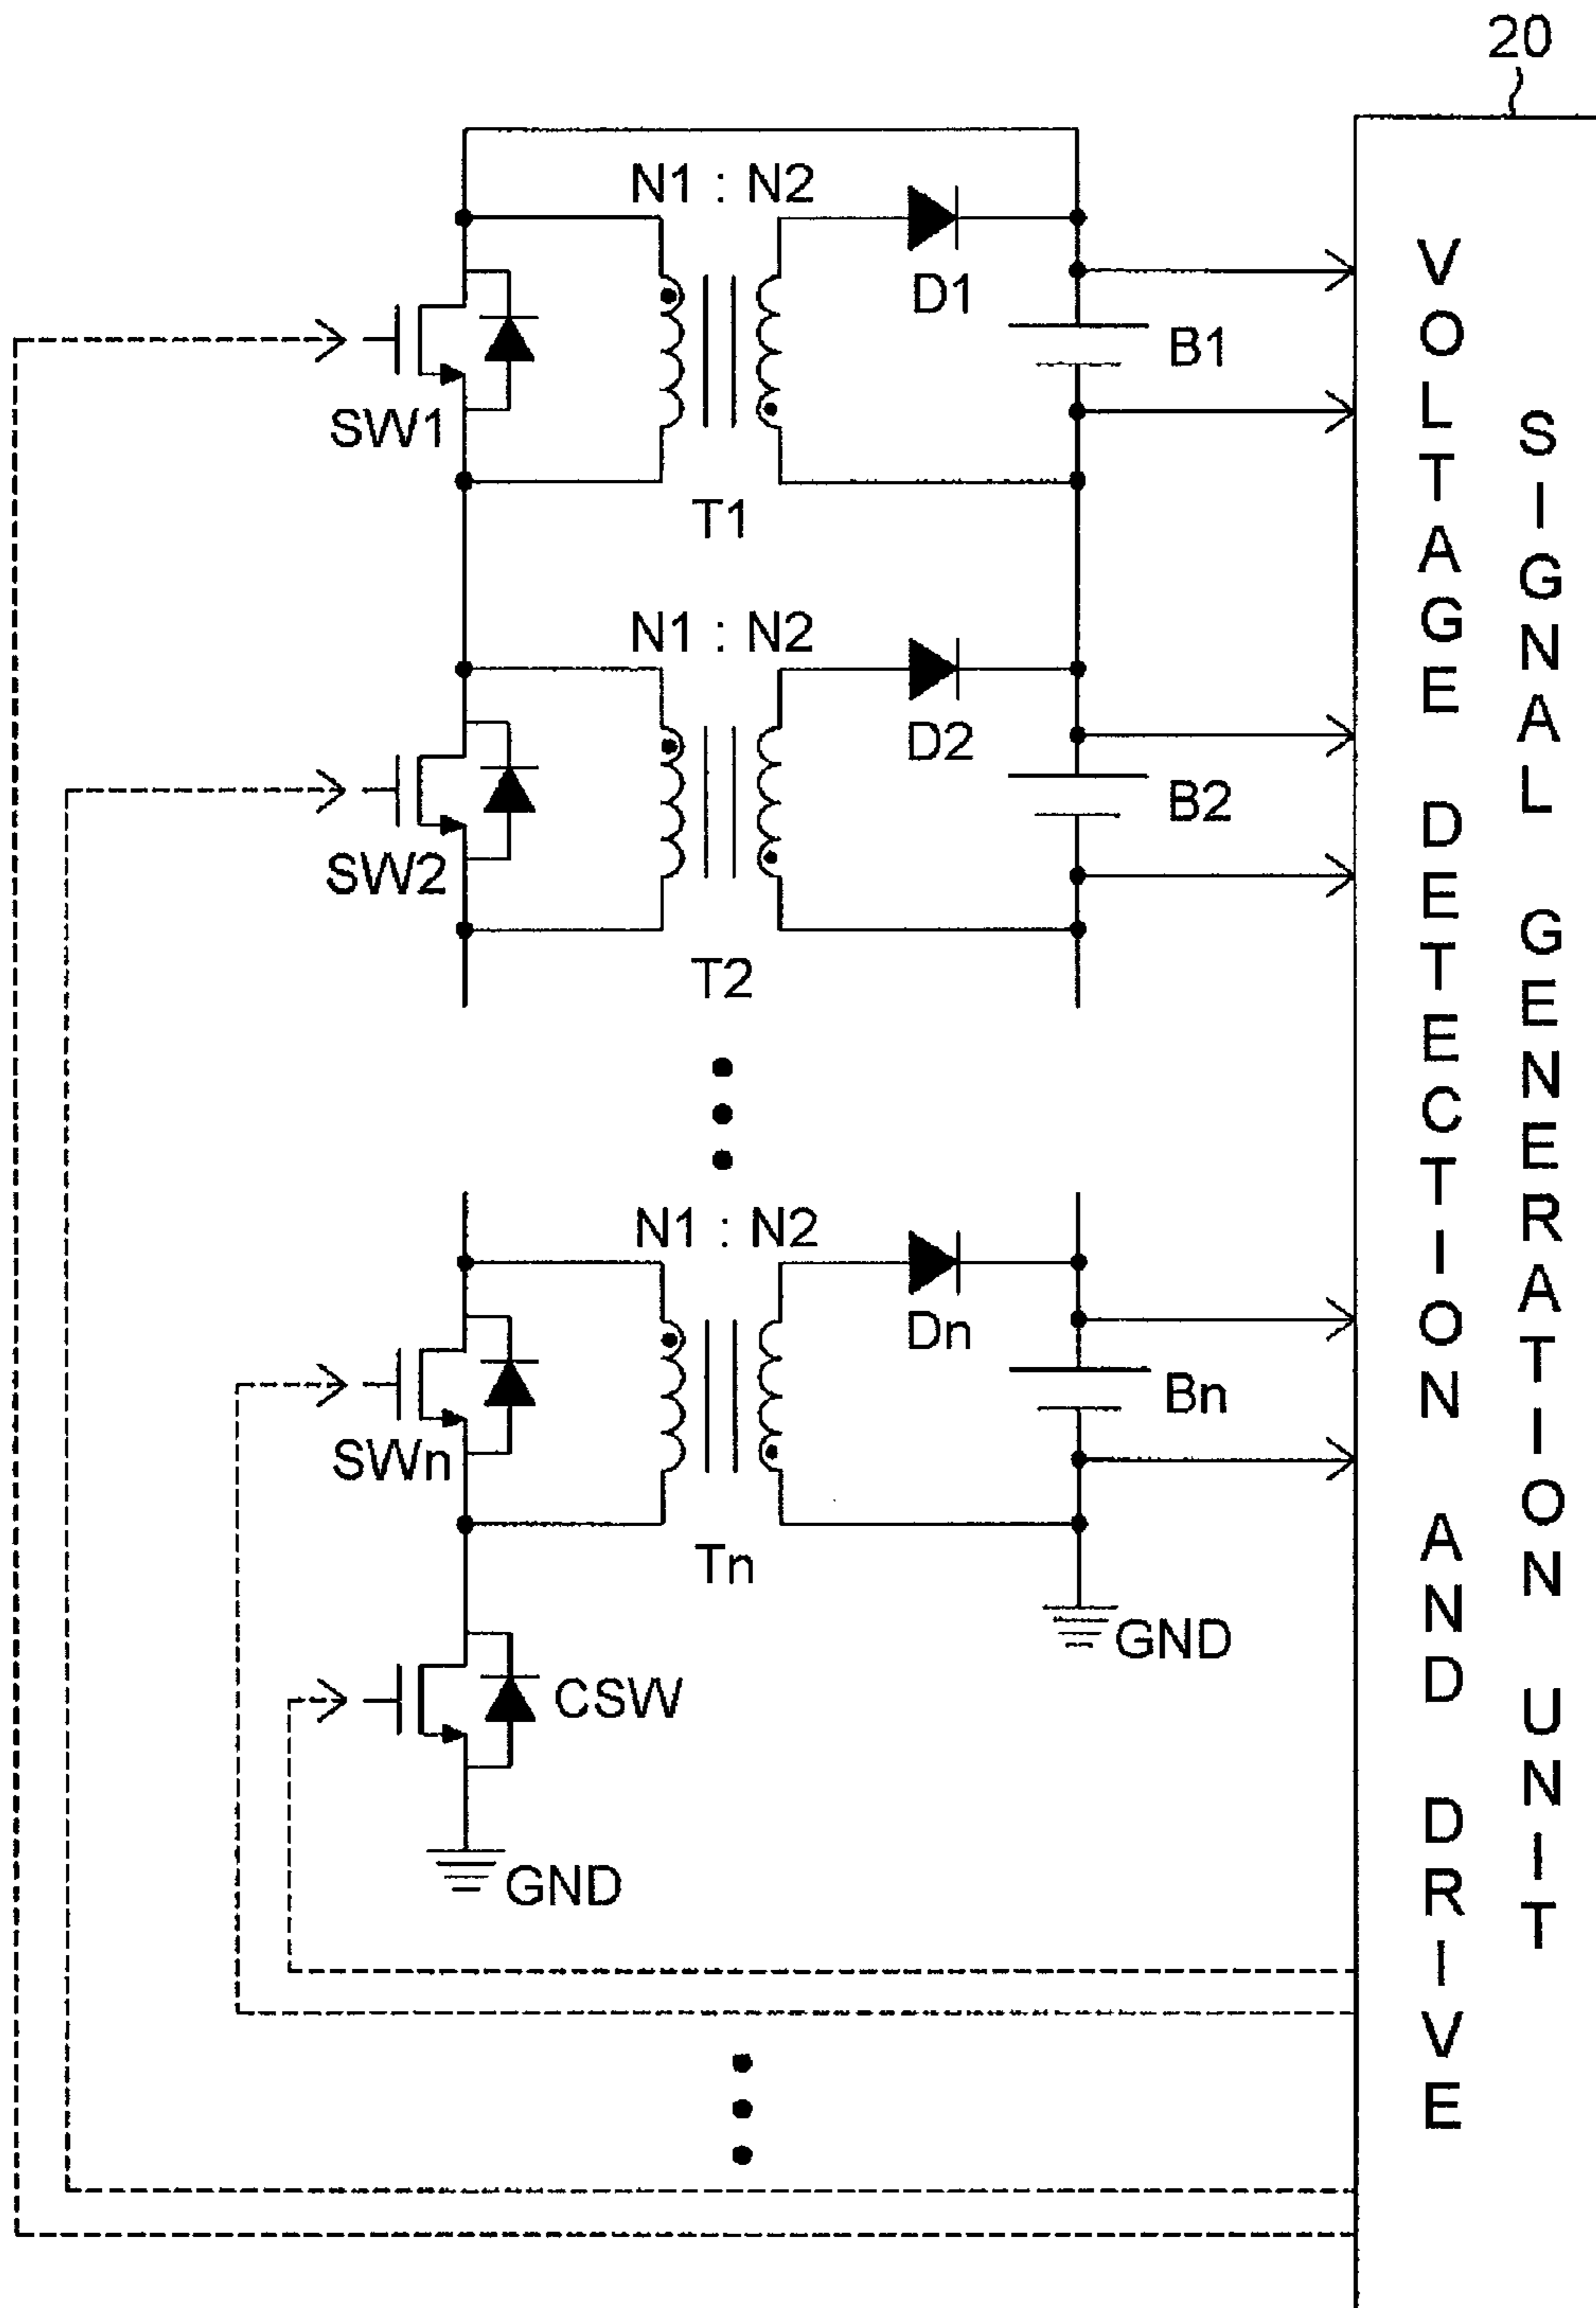 20
N1 : N2
D1
B1
SW1
T1
N1 : N2
D2
B2
SW2
T2
N1 : N2
Dn
Bn
SWn
Tn
GND
CSW
GND
VOLTAGE DETECTION AND DRIVE
SIGNAL GENERATION UNIT